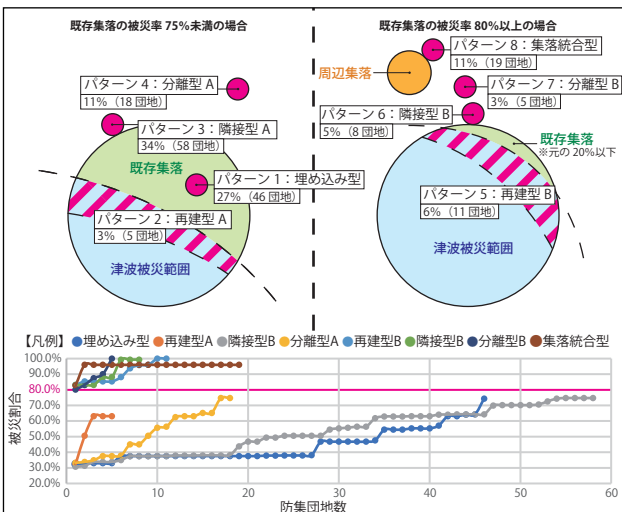 既存集落の被災率 75%未満の場合
既存集落の被災率 80%以上の場合
パターン 4：分離型 A
11%（18 団地）
パターン 3：隣接型 A
34%（58 団地）
既存集落
パターン 1：埋め込み型
27%（46 団地）
パターン 2：再建型 A
3%（5 団地）
津波被災範囲
周辺集落
パターン 8：集落統合型
11%（19 団地）
パターン 7：分離型 B
3%（5 団地）
パターン 6：隣接型 B
5%（8 団地）
既存集落
※元の 20%以下
パターン 5：再建型 B
6%（11 団地）
津波被災範囲
【凡例】 埋め込み型 再建型A 隣接型B 分離型A 再建型B 隣接型B 分離型B 集落統合型
被災割合
100.0%
90.0%
80.0%
70.0%
60.0%
50.0%
40.0%
30.0%
20.0%
0 10 20 30 40 50 60
防集団地数